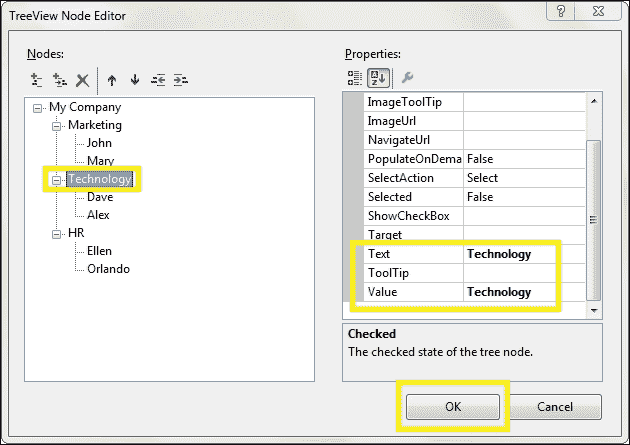 TreeView Node Editor
Nodes:
My Company
Marketing
John
Mary
Technology
Dave
Alex
HR
Ellen
Orlando
Properties:
ImageToolTip
ImageUrl
NavigateUrl
PopulateOnDema False
SelectAction Select
Selected False
ShowCheckBox
Target
Text Technology
ToolTip
Value Technology
Checked
The checked state of the tree node.
OK Cancel